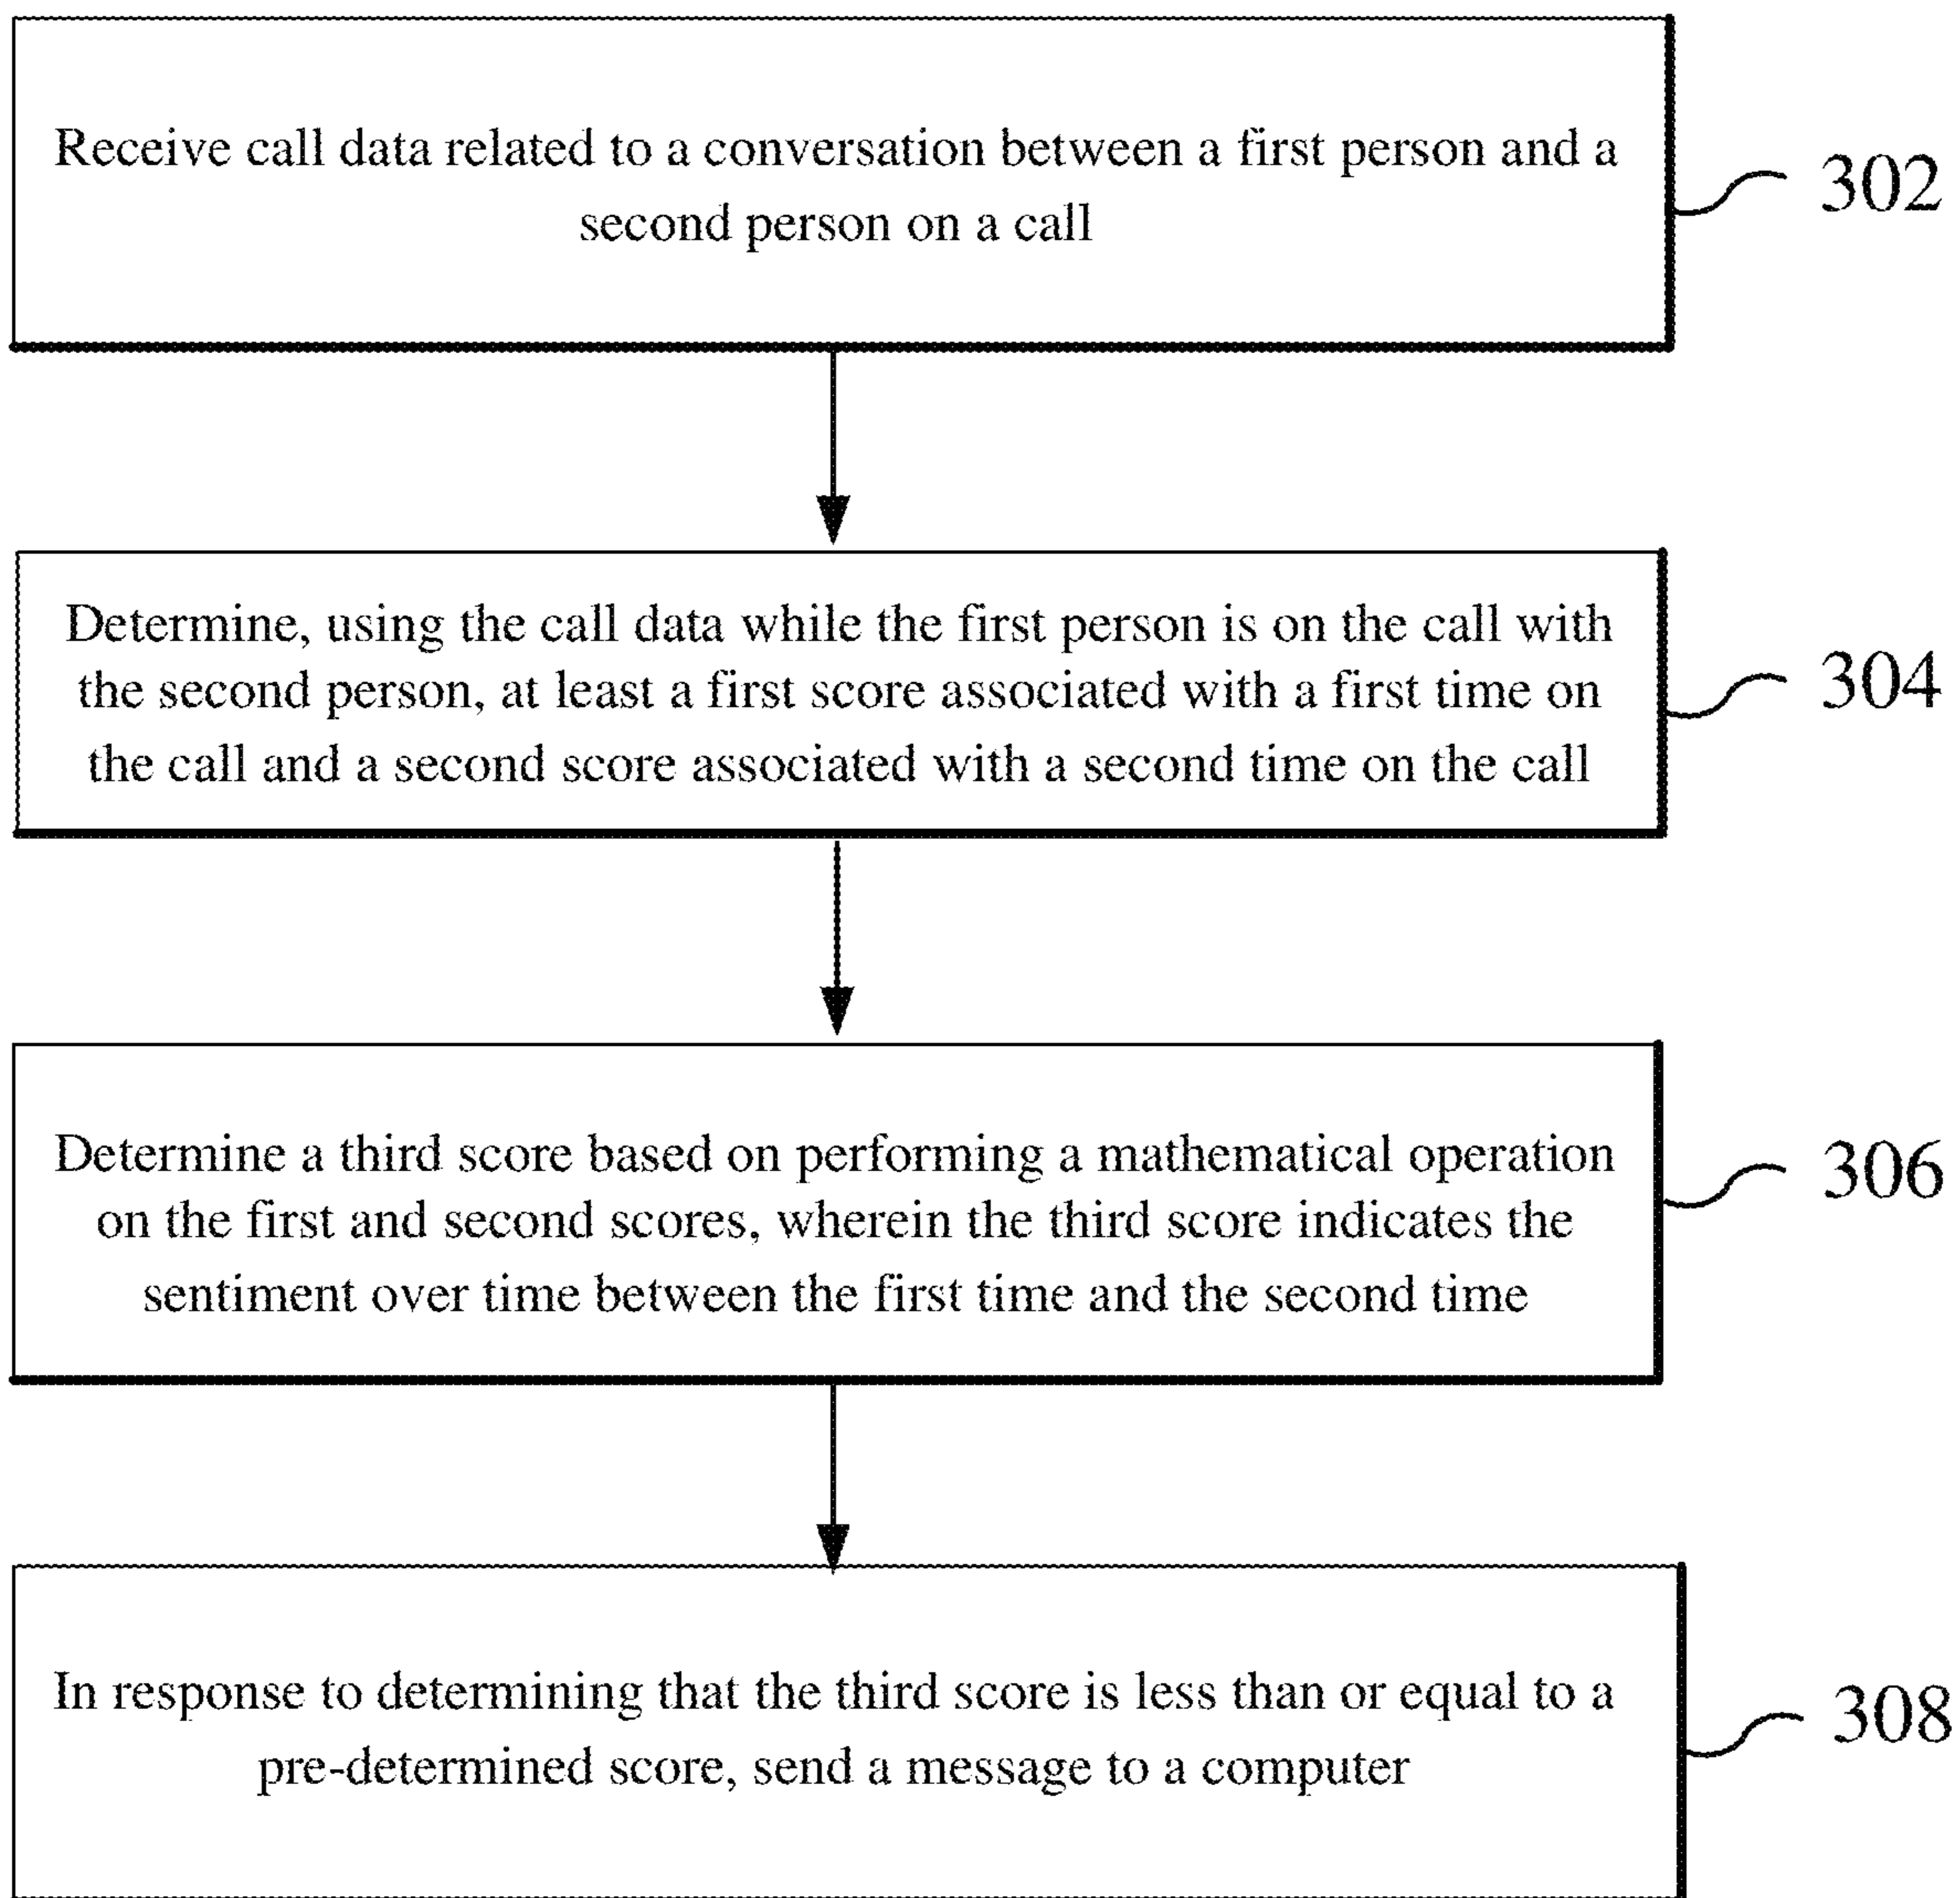 Receive call data related to a conversation between a first person and a
second person on a call
302
Determine, using the call data while the first person is on the call with
the second person, at least a first score associated with a first time on
the call and a second score associated with a second time on the call
304
Determine a third score based on performing a mathematical operation
on the first and second scores, wherein the third score indicates the
sentiment over time between the first time and the second time
306
In response to determining that the third score is less than or equal to a
pre-determined score, send a message to a computer
308